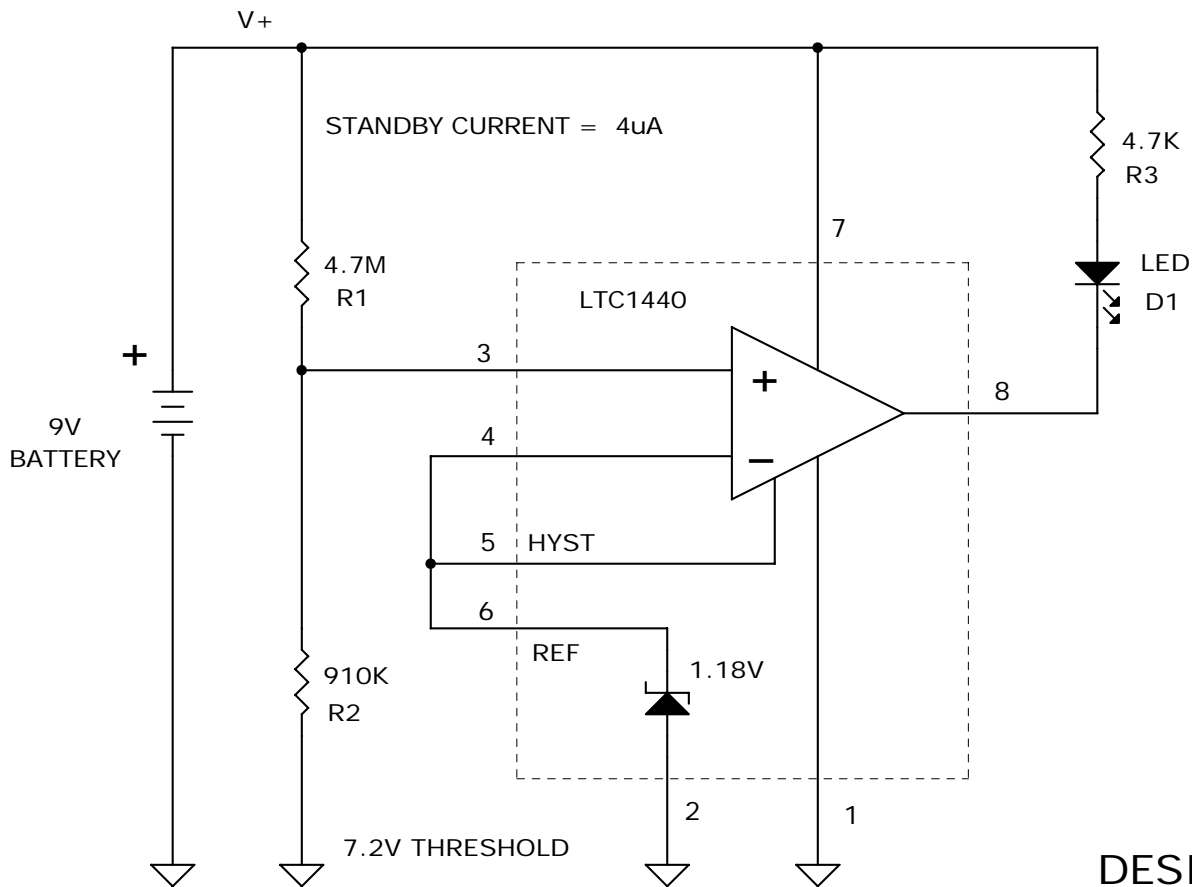 V+
STANDBY CURRENT = 4uA
4.7K
R3
7
4.7M
R1
LTC1440
LED
D1
+
3
+
8
9V
BATTERY
4
−
5 HYST
6
REF
1.18V
910K
R2
2
1
7.2V THRESHOLD
DESI